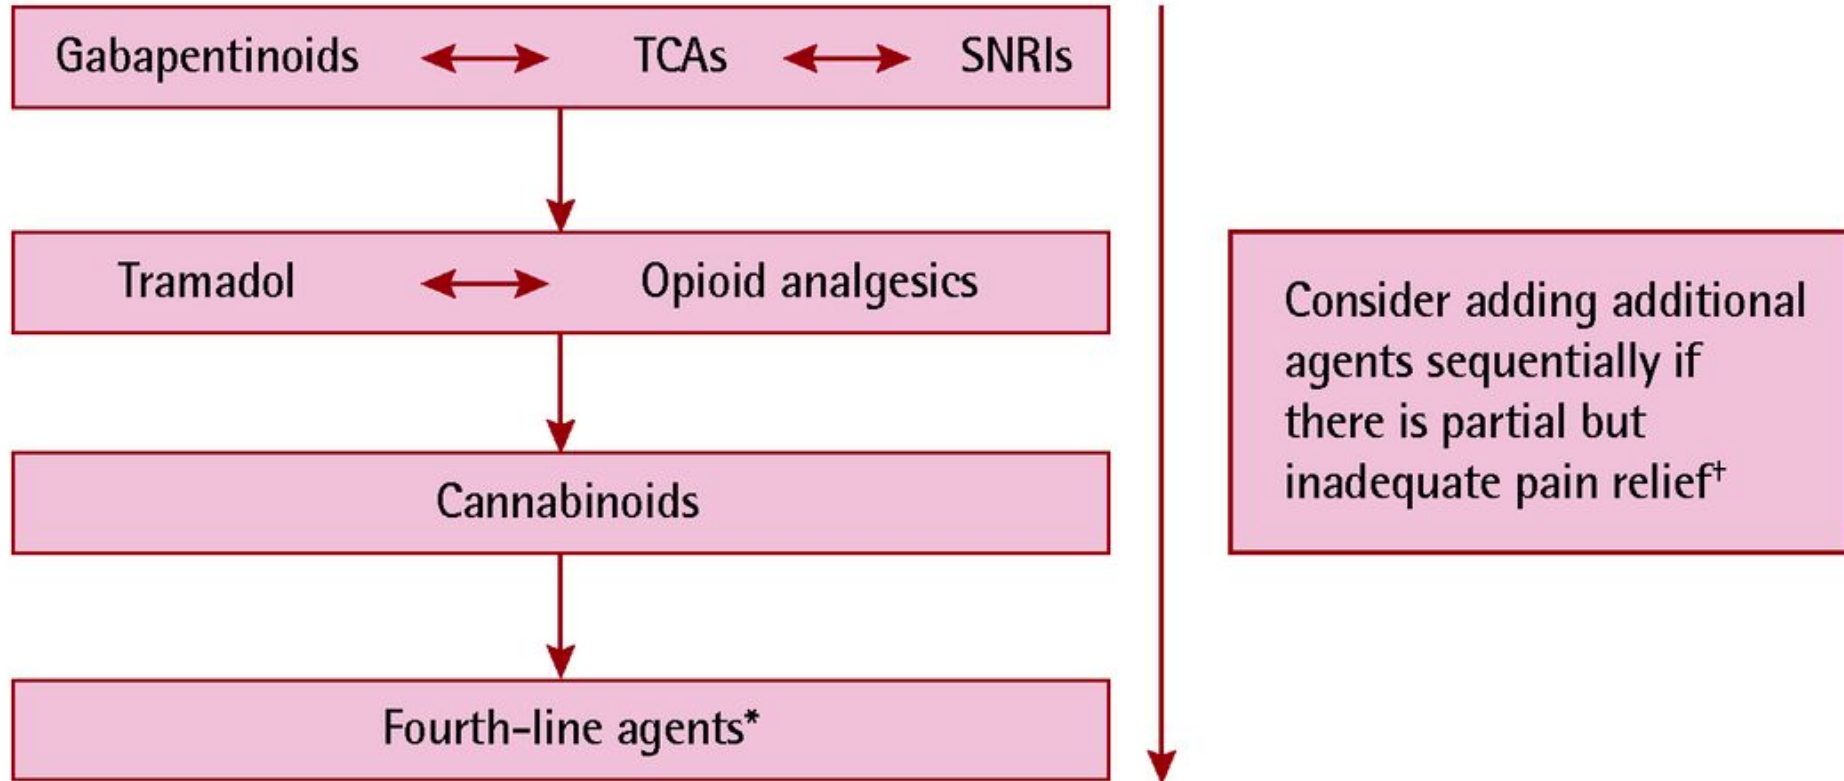 Gabapentinoids TCAs SNRIs
Tramadol Opioid analgesics
Cannabinoids
Fourth-line agents*
Consider adding additional
agents sequentially if
there is partial but
inadequate pain relief†